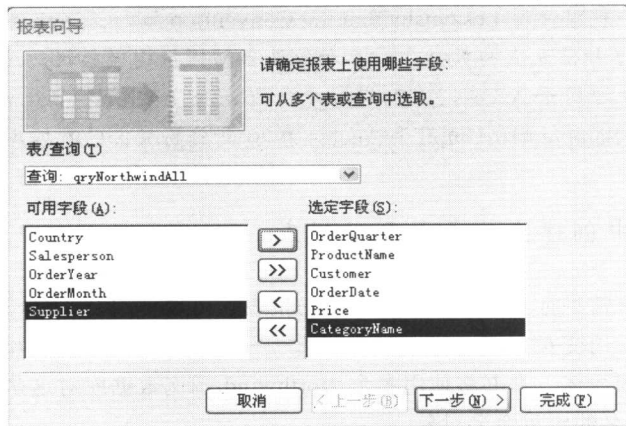 报表向导
请确定报表上使用哪些字段:
可从多个表或查询中选取。
表/查询(T)
查询: qryNorthwindAll
可用字段(A):
选定字段(S):
Country
Salesperson
OrderYear
OrderMonth
Supplier
>
>>
<
<<
OrderQuarter
ProductName
Customer
OrderDate
Price
CategoryName
取消
< 上一步(B)
下一步(N) >
完成(F)